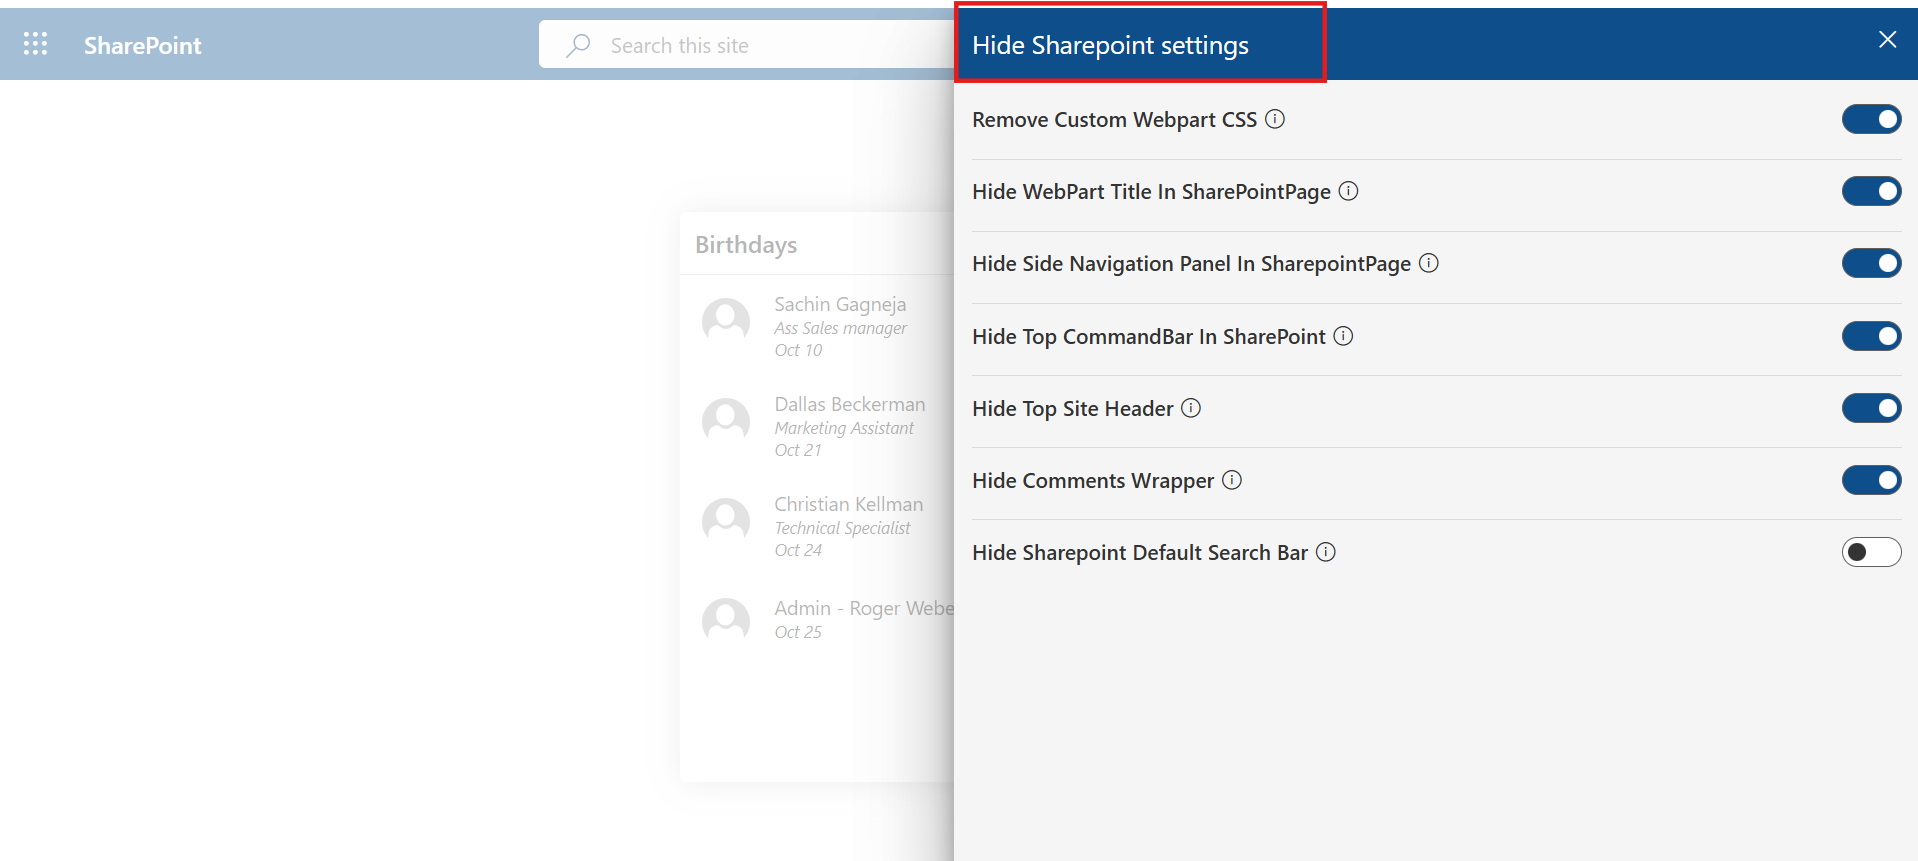 SharePoint
Search this site
Birthdays
Sachin Gagneja
Ass Sales manager
Oct 10
Dallas Beckerman
Marketing Assistant
Oct 21
Christian Kellman
Technical Specialist
Oct 24
Admin - Roger Webe
Oct 25
Hide Sharepoint settings
Remove Custom Webpart CSS
Hide WebPart Title In SharePointPage
Hide Side Navigation Panel In SharepointPage
Hide Top CommandBar In SharePoint
Hide Top Site Header
Hide Comments Wrapper
Hide Sharepoint Default Search Bar